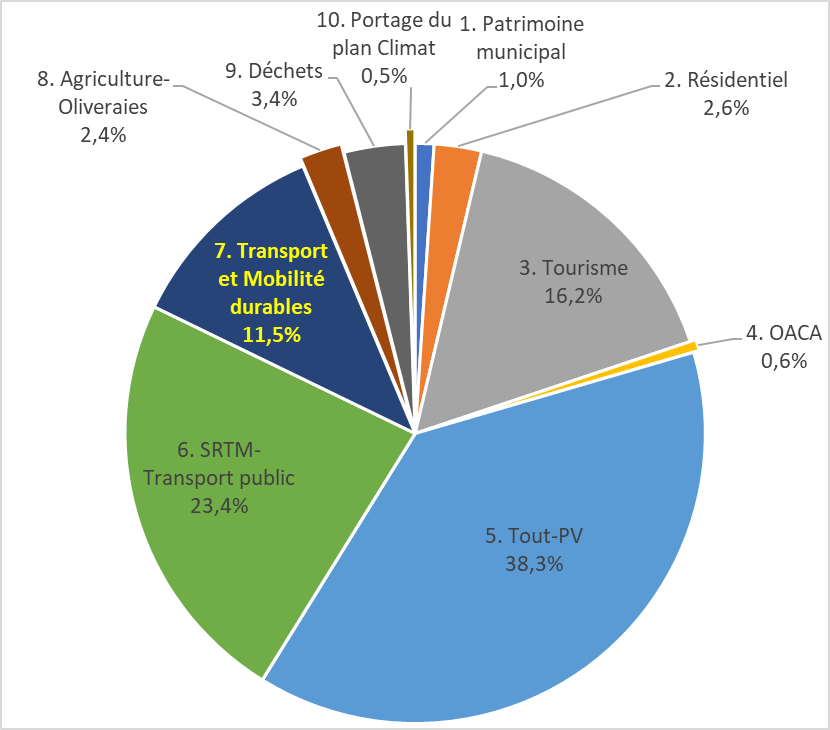 1. Patrimoine
municipal
1,0%
2. Résidentiel
2,6%
3. Tourisme
16,2%
4. OACA
0,6%
5. Tout-PV
38,3%
6. SRTM-
Transport public
23,4%
7. Transport
et Mobilité
durables
11,5%
8. Agriculture-
Oliveraies
2,4%
9. Déchets
3,4%
10. Portage du
plan Climat
0,5%